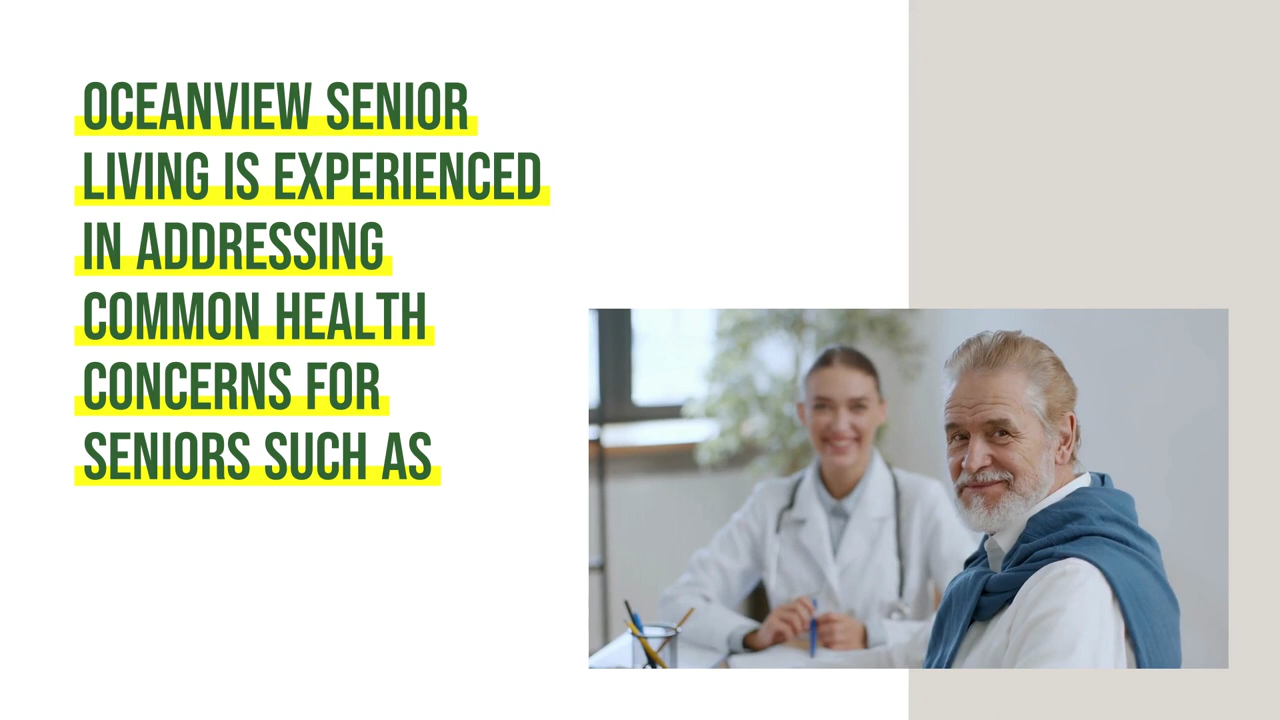 OCEANVIEW SENIOR
LIVING IS EXPERIENCED
IN ADDRESSING
COMMON HEALTH
CONCERNS FOR
SENIORS SUCH AS